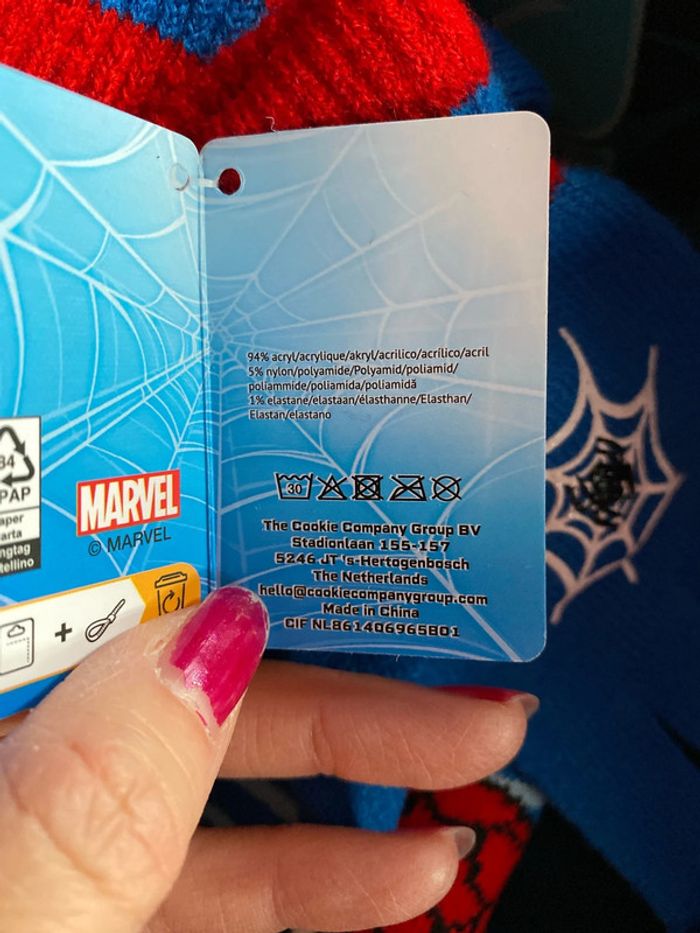 94% acryl/acrylique/akryl/acrilico/acrílico/acril
5% nylon/polyamide/Polyamid/poliamid/
poliammide/poliamida/poliamidă
1% elastane/elastaan/élasthanne/Elasthan/
Elastan/elastano
30
The Cookie Company Group BV
Stadionlaan 155-157
5246 JT 's-Hertogenbosch
The Netherlands
hello@cookiecompanygroup.com
Made in China
CIF NL861406965B01
84
PAP
MARVEL
© MARVEL